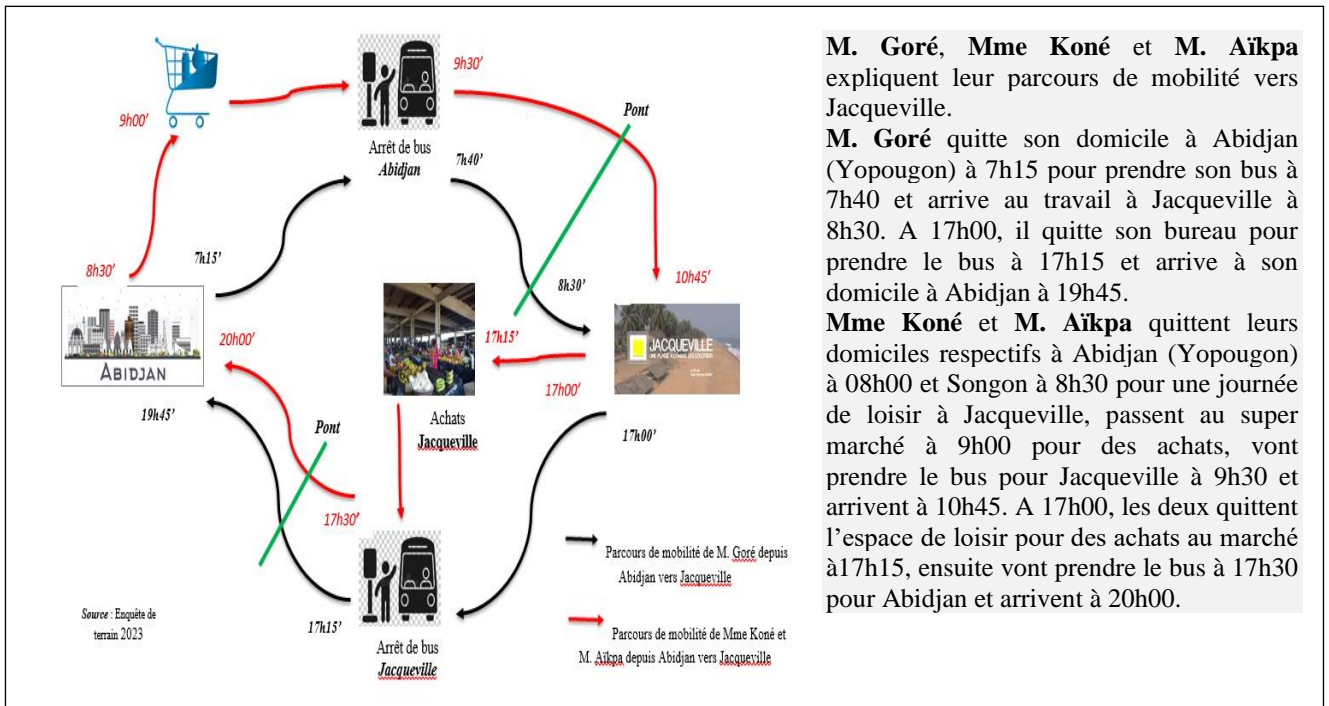 9h00'
9h30'
Arrêt de bus
Abidjan
Pont
7h40'
8h30'
7h15'
8h30'
10h45'
ABIDJAN
20h00'
17h15'
JACQUEVILLE
17h00'
Achats
Jacqueville
19h45'
Pont
17h00'
17h30'
17h15'
Arrêt de bus
Jacqueville
Source : Enquête de
terrain 2023
Parcours de mobilité de M. Goré depuis
Abidjan vers Jacqueville
Parcours de mobilité de Mme Koné et
M. Aïkpa depuis Abidjan vers Jacqueville
M. Goré, Mme Koné et M. Aïkpa
expliquent leur parcours de mobilité vers
Jacqueville.
M. Goré quitte son domicile à Abidjan
(Yopougon) à 7h15 pour prendre son bus à
7h40 et arrive au travail à Jacqueville à
8h30. A 17h00, il quitte son bureau pour
prendre le bus à 17h15 et arrive à son
domicile à Abidjan à 19h45.
Mme Koné et M. Aïkpa quittent leurs
domiciles respectifs à Abidjan (Yopougon)
à 08h00 et Songon à 8h30 pour une journée
de loisir à Jacqueville, passent au super
marché à 9h00 pour des achats, vont
prendre le bus pour Jacqueville à 9h30 et
arrivent à 10h45. A 17h00, les deux quittent
l'espace de loisir pour des achats au marché
à17h15, ensuite vont prendre le bus à 17h30
pour Abidjan et arrivent à 20h00.